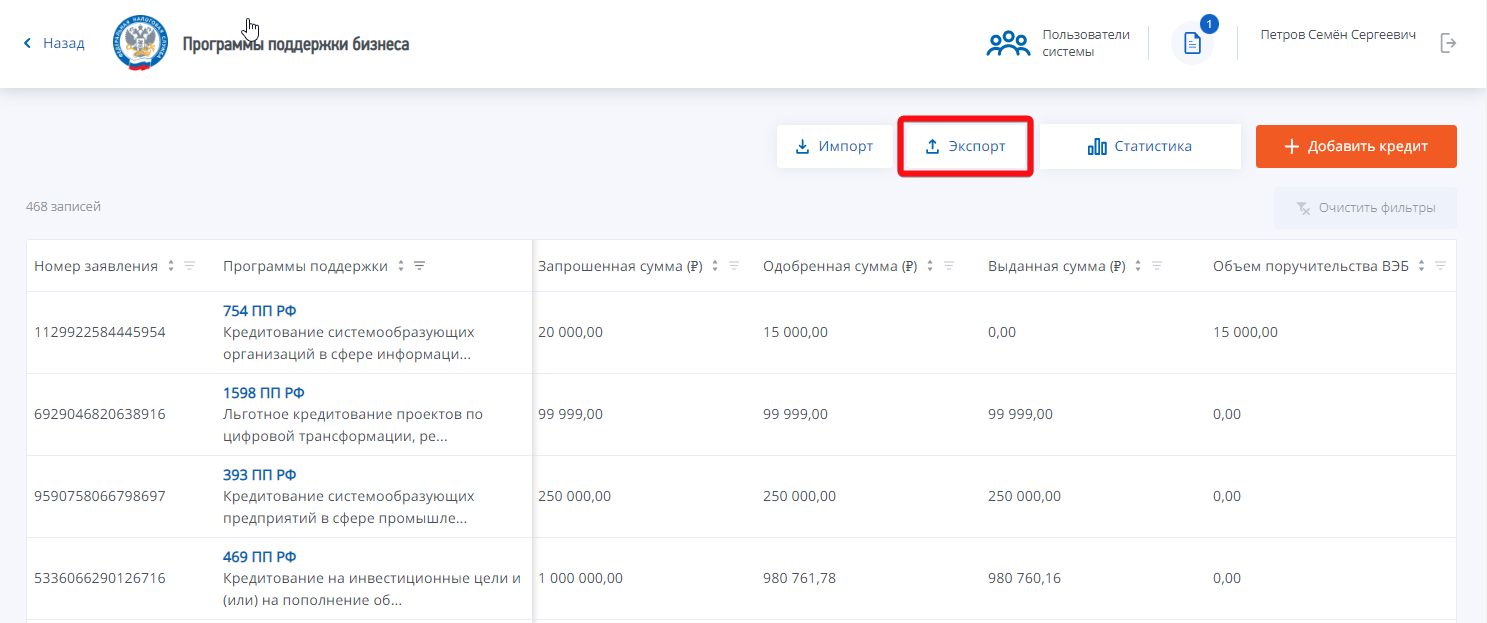 Назад
Программы поддержки бизнеса
Пользователи
системы
1
Петров Семён Сергеевич
Импорт
Экспорт
Статистика
Добавить кредит
468 записей
Очистить фильтры
Номер заявления Программы поддержки Запрошенная сумма (₽) Одобренная сумма (₽) Выданная сумма (₽) Объем поручительства ВЭБ
754 ПП РФ
1129922584445954 Кредитование системообразующих 20 000,00 15 000,00 0,00 15 000,00
организаций в сфере информаци...
1598 ПП РФ
6929046820638916 Льготное кредитование проектов по 99 999,00 99 999,00 99 999,00 0,00
цифровой трансформации, ре...
393 ПП РФ
9590758066798697 Кредитование системообразующих 250 000,00 250 000,00 250 000,00 0,00
предприятий в сфере промышле...
469 ПП РФ
5336066290126716 Кредитование на инвестиционные цели и 1 000 000,00 980 761,78 980 760,16 0,00
(или) на пополнение об...